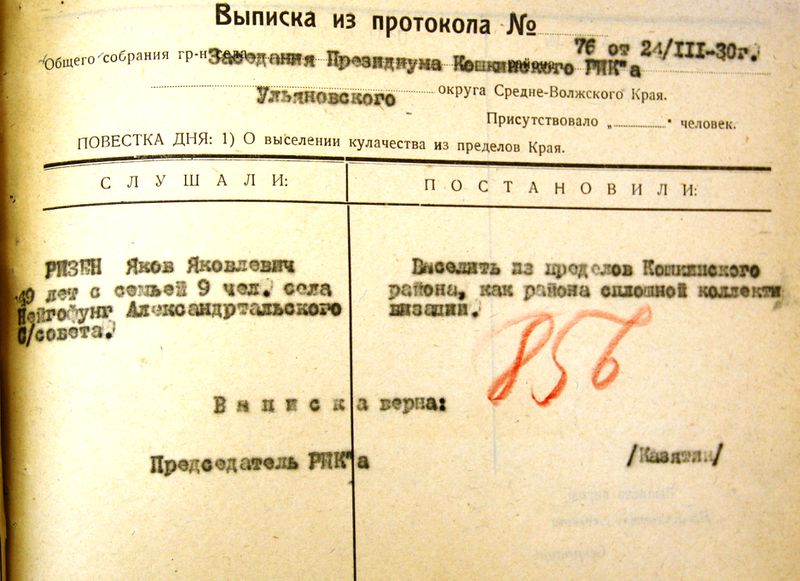 Выписка из протокола №
76 от 24/III-30г.
Общего собрания гр-н села района
Заседания Президиума Кошкинского РИК"а
Ульяновского округа Средне-Волжского Края.
Присутствовало „ " человек.
ПОВЕСТКА ДНЯ: 1) О выселении кулачества из пределов Края.
СЛУШАЛИ: ПОСТАНОВИЛИ:
РИЗЕН Яков Яковлевич
49 лет с семьей 9 чел. села
Нейгофунг Александртальского
С/совета.
Выселить из пределов Кошкинского
района, как района сплошной коллекти
визации.
856
Выписка верна:
Председатель РИК"а /Казяткин/